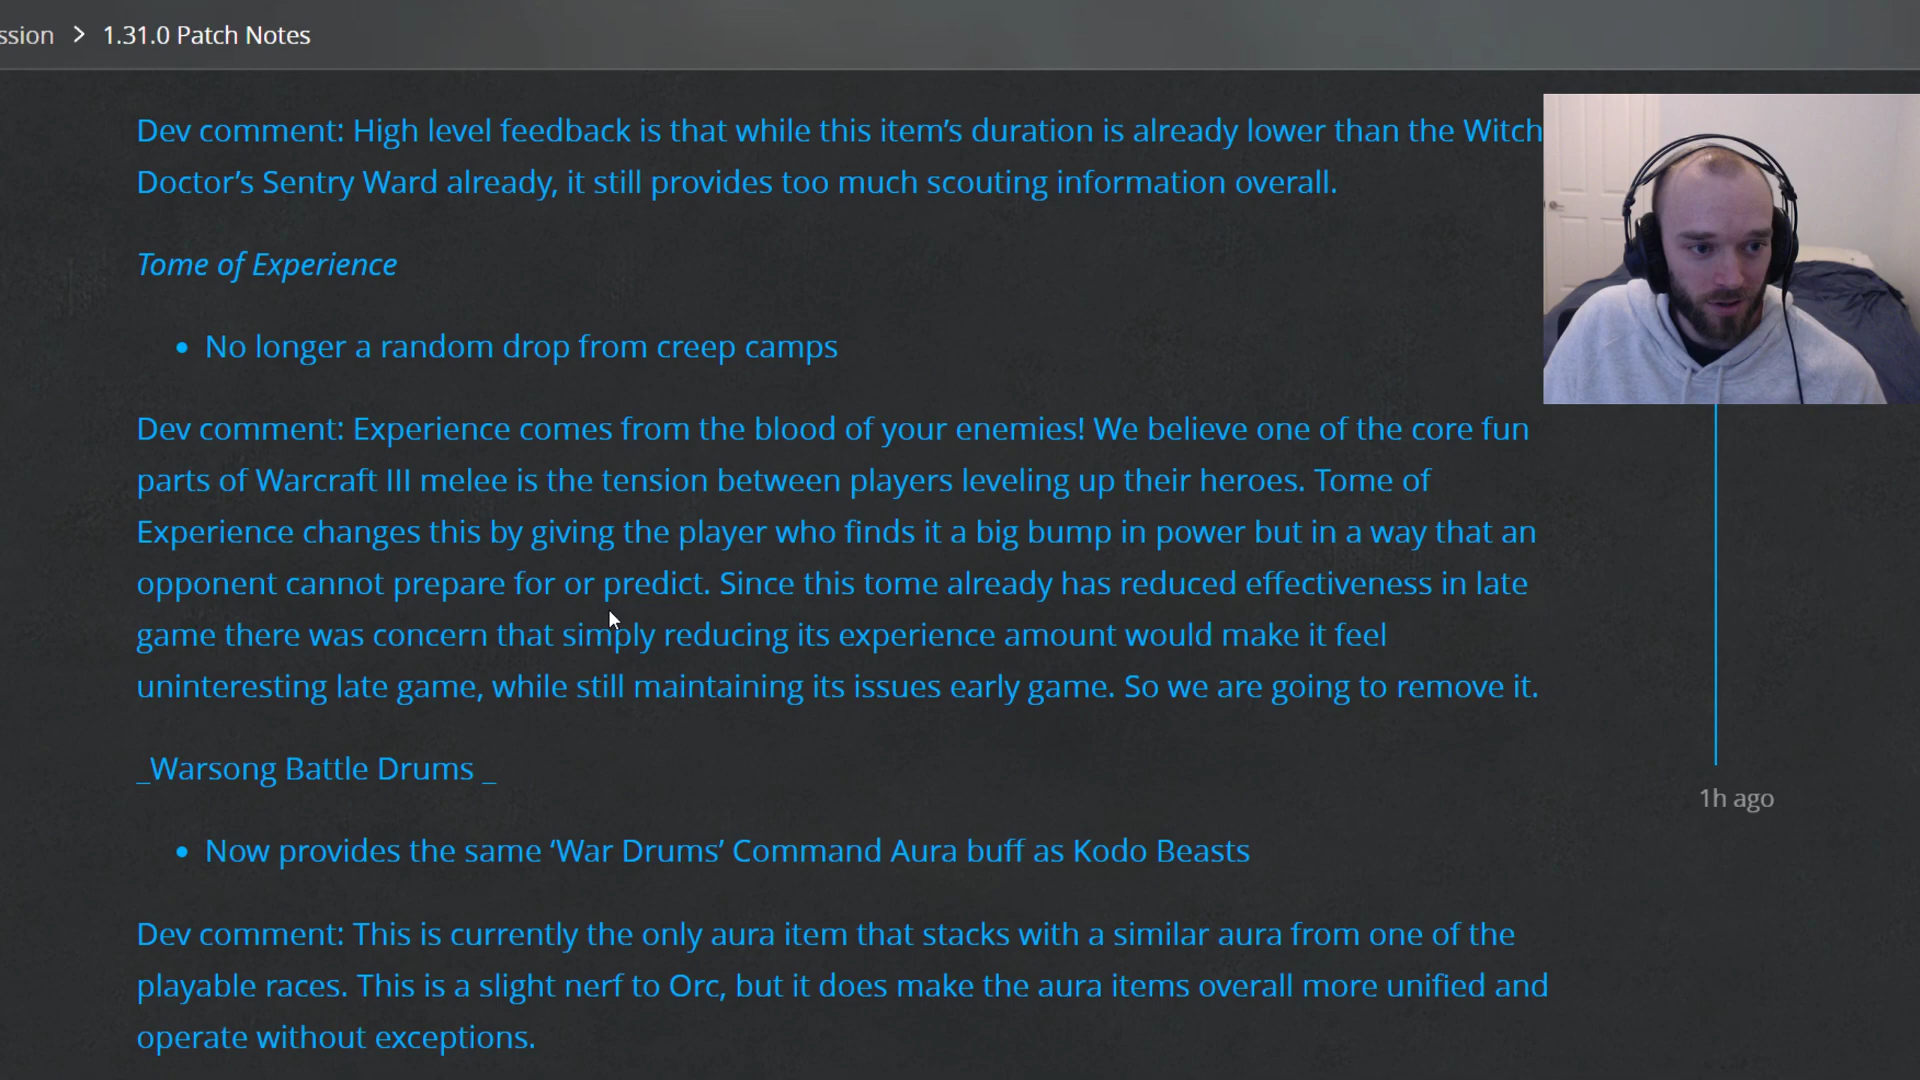 ssion > 1.31.0 Patch Notes
Dev comment: High level feedback is that while this item’s duration is already lower than the Witch
Doctor’s Sentry Ward already, it still provides too much scouting information overall.
Tome of Experience
• No longer a random drop from creep camps
Dev comment: Experience comes from the blood of your enemies! We believe one of the core fun
parts of Warcraft III melee is the tension between players leveling up their heroes. Tome of
Experience changes this by giving the player who finds it a big bump in power but in a way that an
opponent cannot prepare for or predict. Since this tome already has reduced effectiveness in late
game there was concern that simply reducing its experience amount would make it feel
uninteresting late game, while still maintaining its issues early game. So we are going to remove it.
_Warsong Battle Drums _
• Now provides the same ‘War Drums’ Command Aura buff as Kodo Beasts
Dev comment: This is currently the only aura item that stacks with a similar aura from one of the
playable races. This is a slight nerf to Orc, but it does make the aura items overall more unified and
operate without exceptions.
1h ago